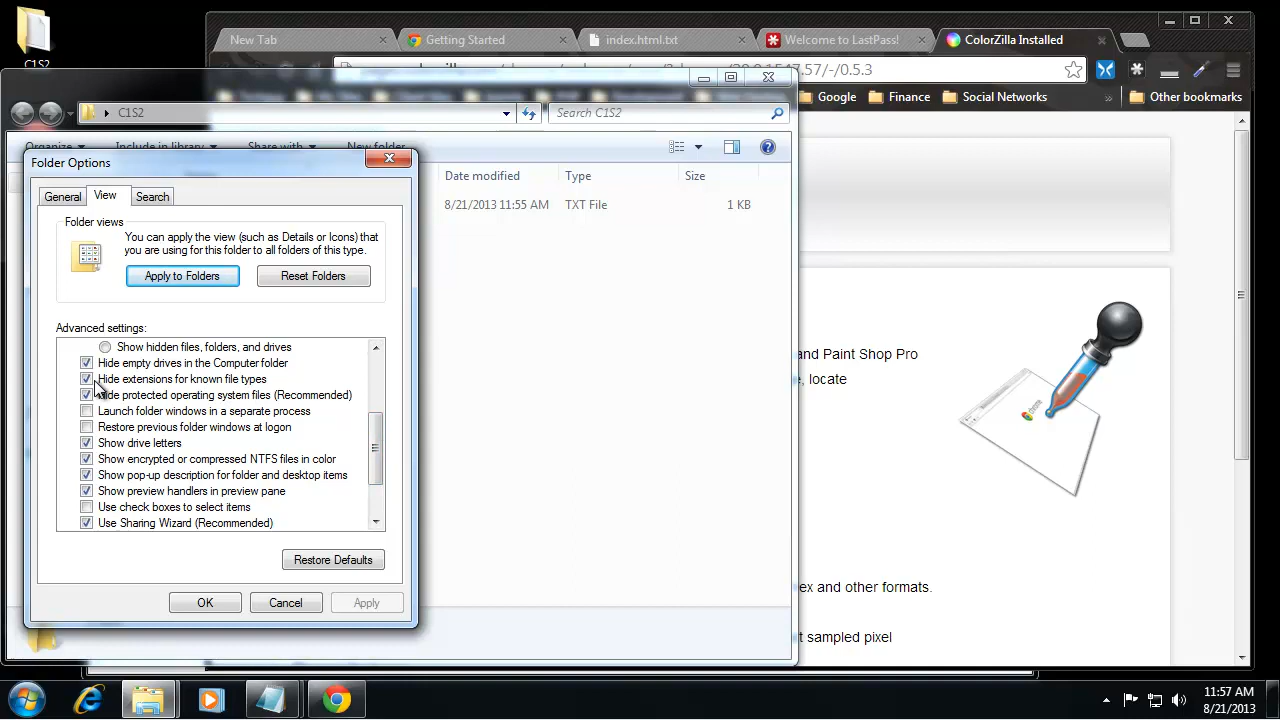 C1S2
New Tab
Getting Started
index.html.txt
Welcome to LastPass!
ColorZilla Installed
/-/0.5.3
Google
Finance
Social Networks
»
Other bookmarks
C1S2
Search C1S2
Organize
Include in library
Share with
New folder
Date modified
Type
Size
8/21/2013 11:55 AM
TXT File
1 KB
Folder Options
General
View
Search
Folder views
You can apply the view (such as Details or Icons) that
you are using for this folder to all folders of this type.
Apply to Folders
Reset Folders
Advanced settings:
Show hidden files, folders, and drives
Hide empty drives in the Computer folder
Hide extensions for known file types
Hide protected operating system files (Recommended)
Launch folder windows in a separate process
Restore previous folder windows at logon
Show drive letters
Show encrypted or compressed NTFS files in color
Show pop-up description for folder and desktop items
Show preview handlers in preview pane
Use check boxes to select items
Use Sharing Wizard (Recommended)
Restore Defaults
OK
Cancel
Apply
and Paint Shop Pro
e, locate
chrome
ex and other formats.
t sampled pixel
11:57 AM
8/21/2013